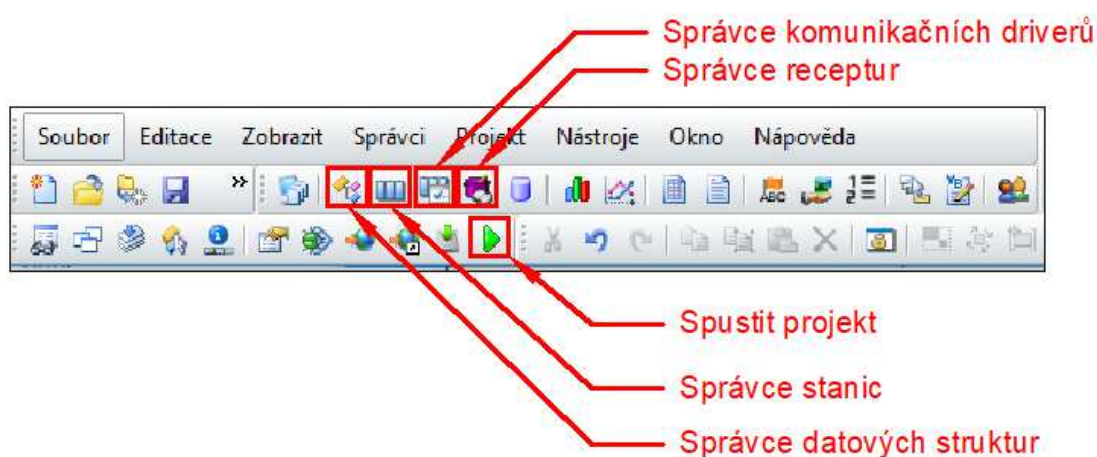 Správce komunikačních driverů
Správce receptur
Soubor Editace Zobrazit Správci Projekt Nástroje Okno Nápověda
Spustit projekt
Správce stanic
Správce datových struktur